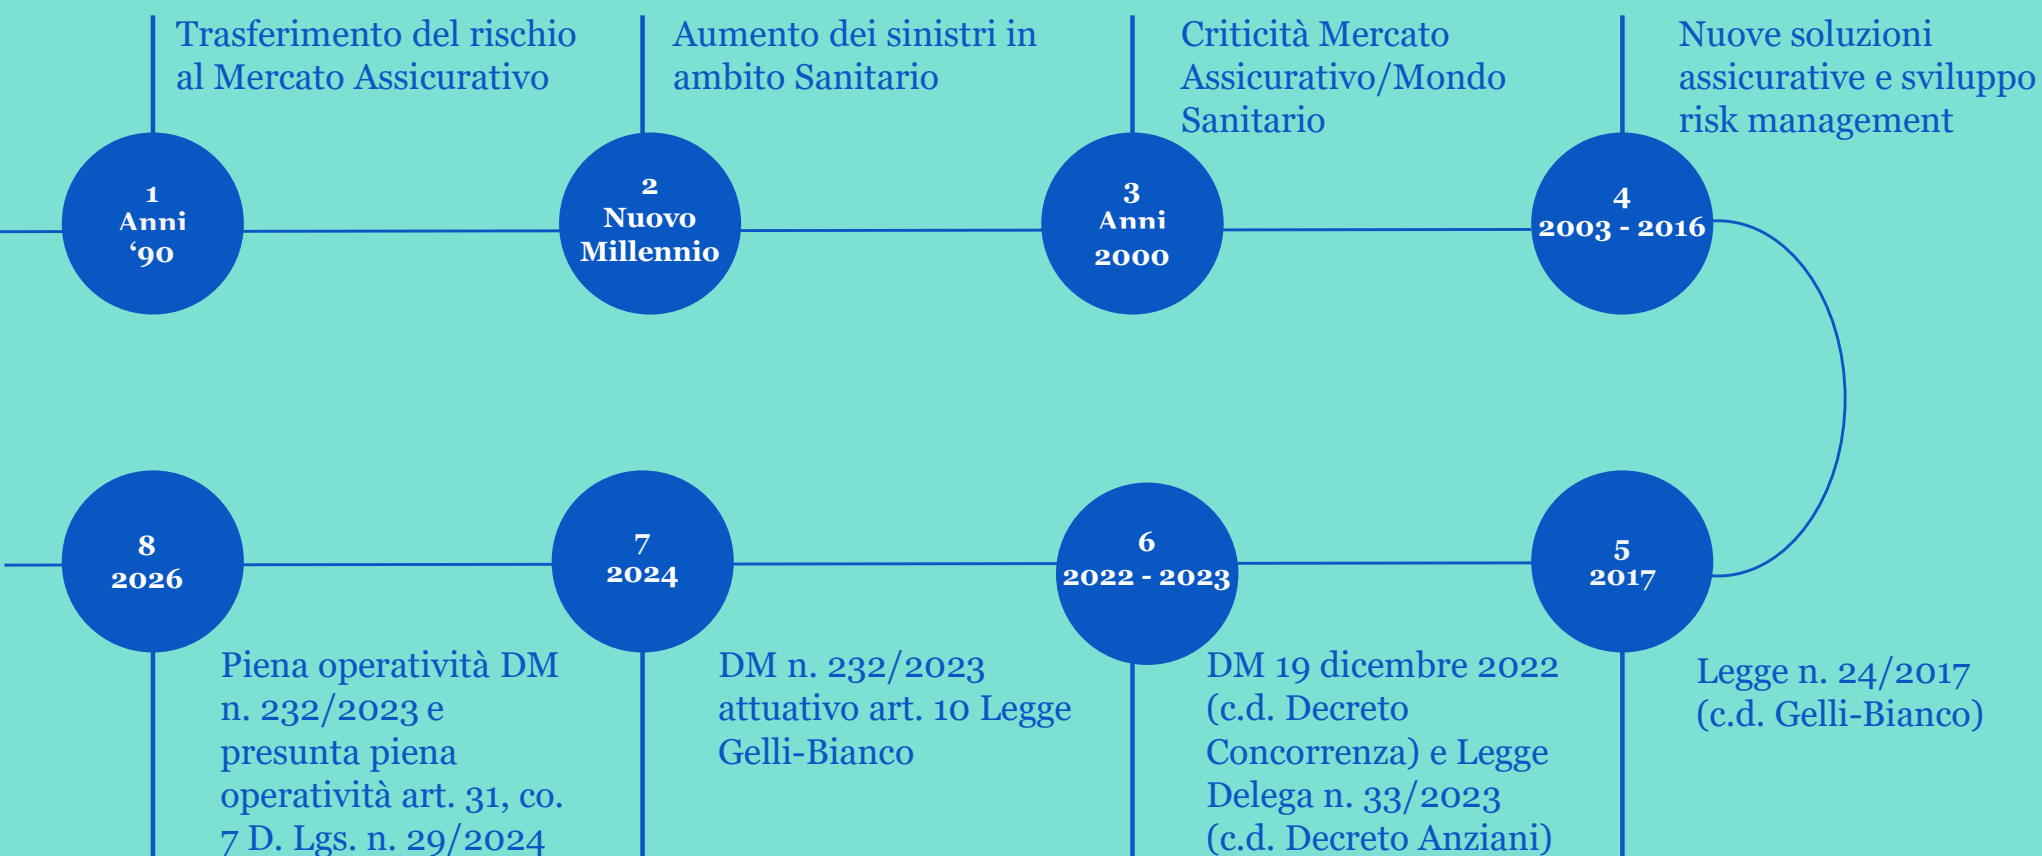 Trasferimento del rischio
al Mercato Assicurativo
1
Anni
‘90
Aumento dei sinistri in
ambito Sanitario
2
Nuovo
Millennio
Criticità Mercato
Assicurativo/Mondo
Sanitario
3
Anni
2000
Nuove soluzioni
assicurative e sviluppo
risk management
4
2003 - 2016
5
2017
Legge n. 24/2017
(c.d. Gelli-Bianco)
6
2022 - 2023
DM 19 dicembre 2022
(c.d. Decreto
Concorrenza) e Legge
Delega n. 33/2023
(c.d. Decreto Anziani)
7
2024
DM n. 232/2023
attuativo art. 10 Legge
Gelli-Bianco
8
2026
Piena operatività DM
n. 232/2023 e
presunta piena
operatività art. 31, co.
7 D. Lgs. n. 29/2024